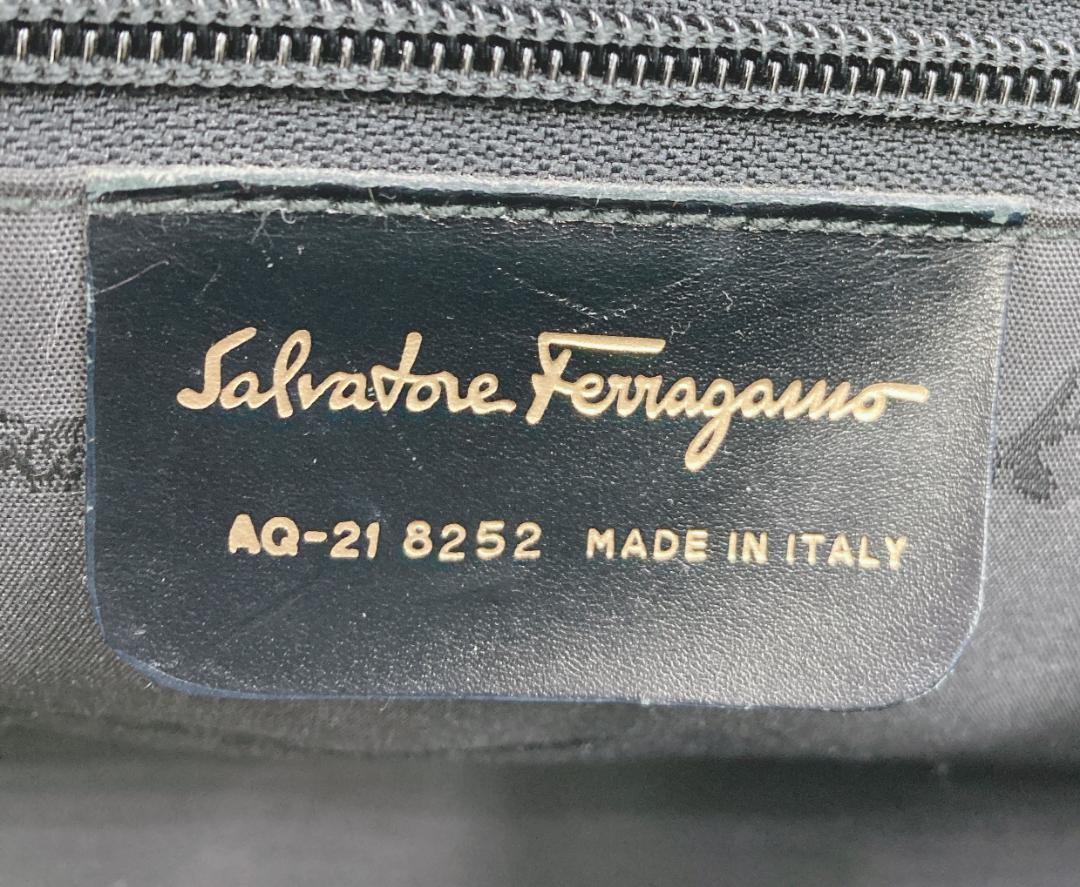 Salvatore Ferragamo
AQ-21 8252 MADE IN ITALY